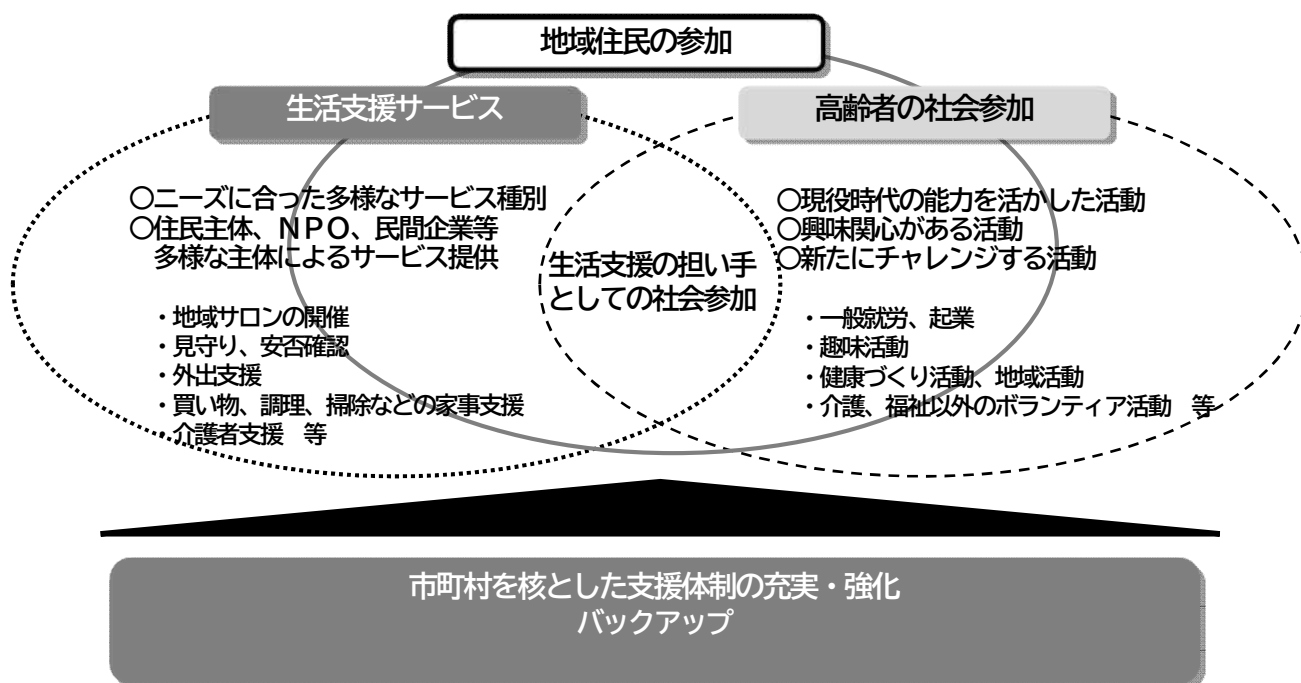 地域住民の参加
生活支援サービス
高齢者の社会参加
○ニーズに合った多様なサービス種別
○住民主体、ＮＰＯ、民間企業等
多様な主体によるサービス提供
・地域サロンの開催
・見守り、安否確認
・外出支援
・買い物、調理、掃除などの家事支援
・介護者支援　等
生活支援の担い手
としての社会参加
○現役時代の能力を活かした活動
○興味関心がある活動
○新たにチャレンジする活動
・一般就労、起業
・趣味活動
・健康づくり活動、地域活動
・介護、福祉以外のボランティア活動　等
市町村を核とした支援体制の充実・強化
バックアップ